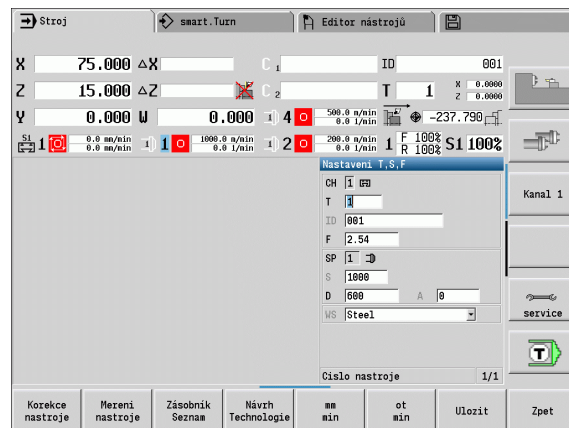 Stroj smart.Turn Editor nástrojů
X 75.000 △X C 1 ID 001
Z 15.000 △Z C 2 T 1 X 0.0000
Z 0.0000
Y 0.000 W 0.000 4 500.0 m/min
0.0 1/min -237.790
S1 1 0.0 mm/min
0.0 mm/min 1 1000.0 m/min
0.0 1/min 2 200.0 m/min
0.0 1/min 1 F 100%
R 100% S1 100%
Nastaveni T,S,F
CH 1
T 1
ID 001
F 2.54
SP 1
S 1000
D 600 A 0
WS Steel
Cislo nastroje 1/1
Kanal 1
service
T
Korekce nastroje
Mereni nastroje
Zásobník Seznam
Návrh Technologie
mm min
ot min
Ulozit
Zpet